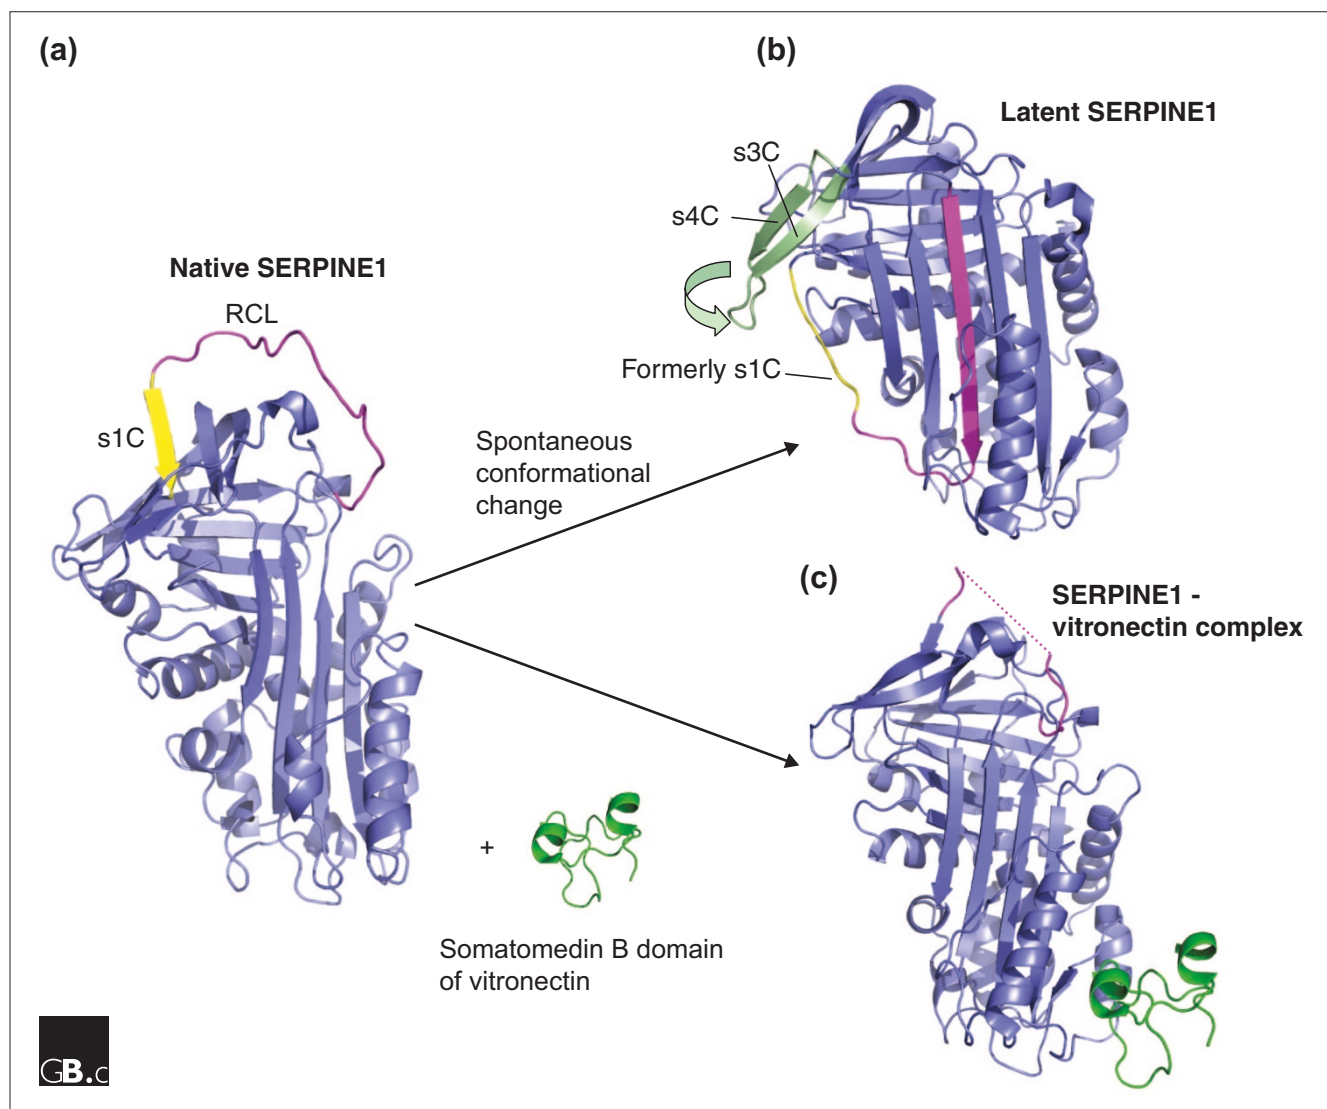 (a)
Native SERPINE1
RCL
s1C
(b)
Latent SERPINE1
s3C
s4C
Formerly s1C
Spontaneous
conformational
change
(c)
SERPINE1 -
vitronectin complex
+
Somatomedin B domain
of vitronectin
GB.c